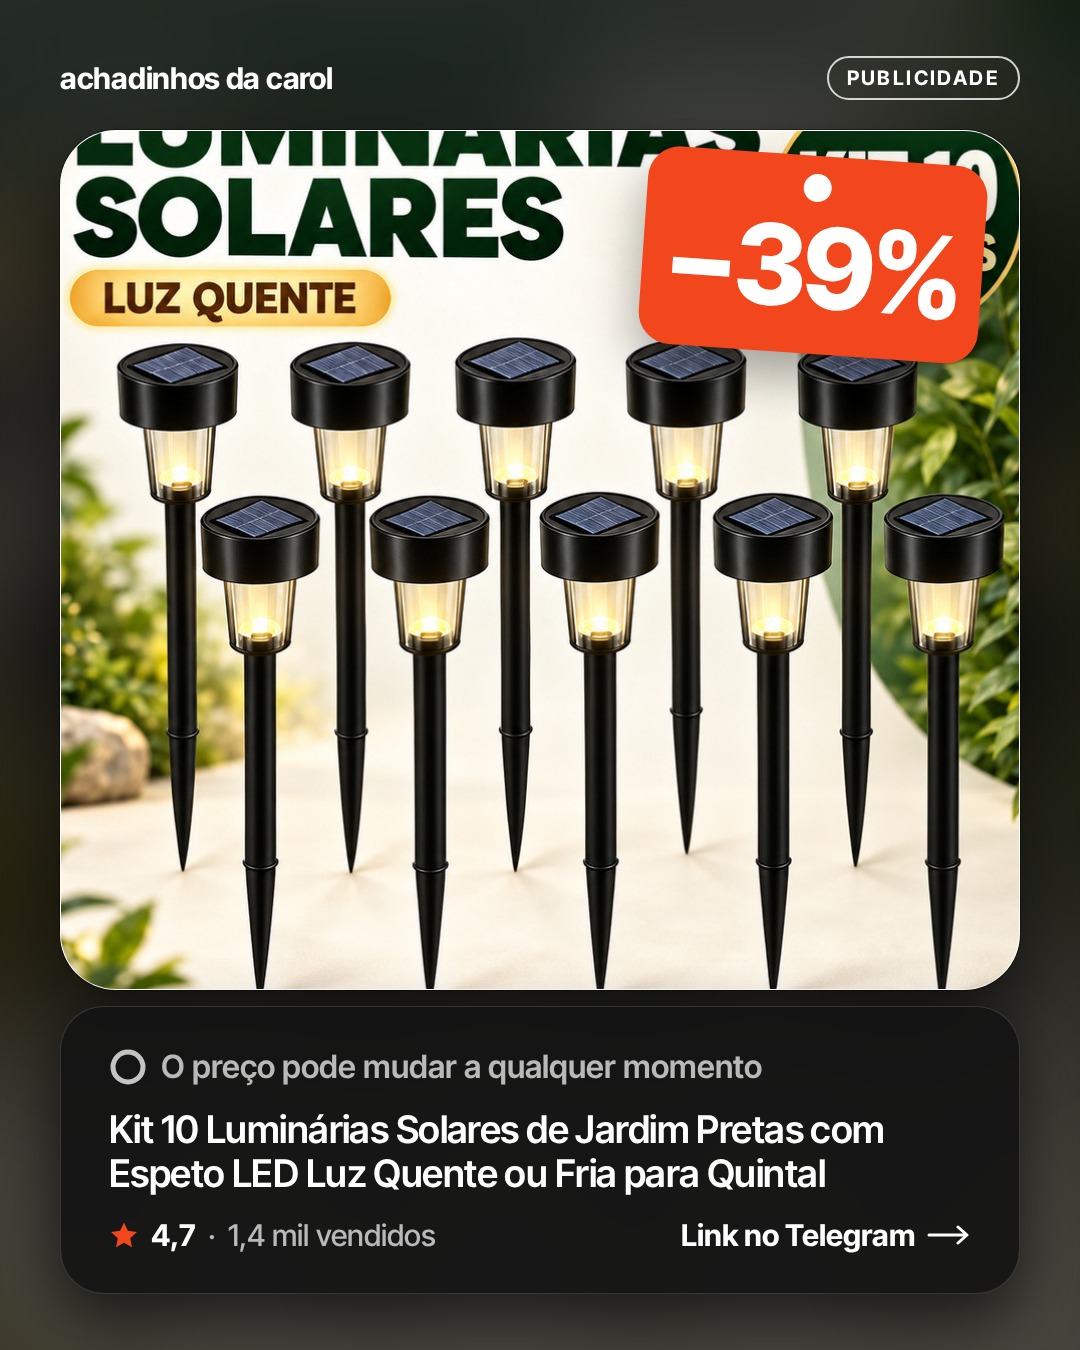 achadinhos da carol
PUBLICIDADE
LUMINÁRIAS
SOLARES
LUZ QUENTE
-39%
O preço pode mudar a qualquer momento
Kit 10 Luminárias Solares de Jardim Pretas com
Espeto LED Luz Quente ou Fria para Quintal
4,7 · 1,4 mil vendidos
Link no Telegram →